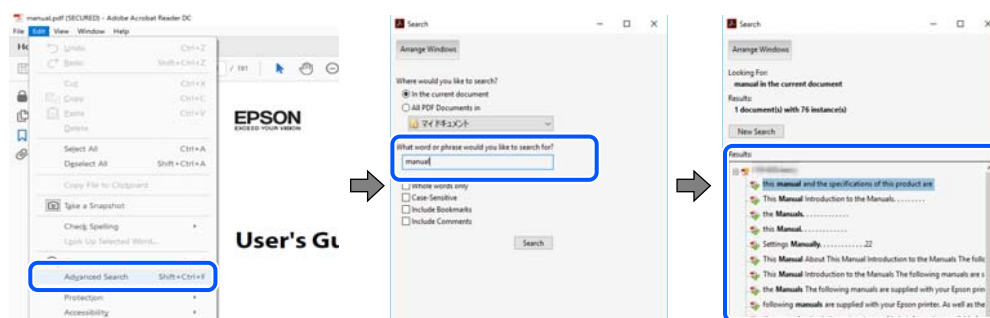 manual.pdf (SECURED) - Adobe Acrobat Reader DC
File Edit View Window Help
Undo Ctrl+Z
Redo Shift+Ctrl+Z
Cut Ctrl+X
Copy Ctrl+C
Paste Ctrl+V
Delete
Select All Ctrl+A
Deselect All Shift+Ctrl+A
Copy File to Clipboard
Take a Snapshot
Check Spelling
Look Up Selected Word...
Advanced Search Shift+Ctrl+F
Protection
Accessibility
/ 181
EPSON
EXCEED YOUR VISION
User's Gu
Search
Arrange Windows
Where would you like to search?
In the current document
All PDF Documents in
マイ ドキュメント
What word or phrase would you like to search for?
manual
Whole words only
Case-Sensitive
Include Bookmarks
Include Comments
Search
Search
Arrange Windows
Looking For:
manual in the current document
Results:
1 document(s) with 76 instance(s)
New Search
Results:
this manual and the specifications of this product are
This Manual Introduction to the Manuals. . . . . . . .
the Manuals. . . . . . . . . . . .
this Manual. . . . . . . . . . . .
Settings Manually. . . . . . . . . . . .22
This Manual About This Manual Introduction to the Manuals The follo
This Manual Introduction to the Manuals The following manuals are s
the Manuals The following manuals are supplied with your Epson prin
following manuals are supplied with your Epson printer. As well as the